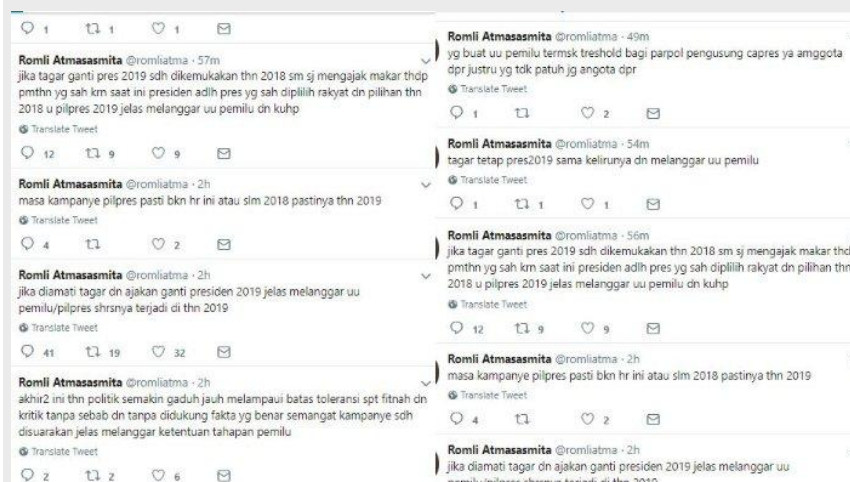 1 1 1
Romli Atmasasmita @romliatma · 57m
jika tagar ganti pres 2019 sdh dikemukakan thn 2018 sm sj mengajak makar thdp
pmthn yg sah krn saat ini presiden adlh pres yg sah diplilih rakyat dn pilihan thn
2018 u pilpres 2019 jelas melanggar uu pemilu dn kuhp
Translate Tweet
12 9 9
Romli Atmasasmita @romliatma · 2h
masa kampanye pilpres pasti bkn hr ini atau slm 2018 pastinya thn 2019
Translate Tweet
4 2
Romli Atmasasmita @romliatma · 2h
jika diamati tagar dn ajakan ganti presiden 2019 jelas melanggar uu
pemilu/pilpres shrsnya terjadi di thn 2019
Translate Tweet
41 19 32
Romli Atmasasmita @romliatma · 2h
akhir2 ini thn politik semakin gaduh jauh melampaui batas toleransi spt fitnah dn
kritik tanpa sebab dn tanpa didukung fakta yg benar semangat kampanye sdh
disuarakan jelas melanggar ketentuan tahapan pemilu
Translate Tweet
2 2 6
Romli Atmasasmita @romliatma · 49m
yg buat uu pemilu termsk treshold bagi parpol pengusung capres ya amggota
dpr justru yg tdk patuh jg angota dpr
Translate Tweet
1 2
Romli Atmasasmita @romliatma · 54m
tagar tetap pres2019 sama kelirunya dn melanggar uu pemilu
Translate Tweet
1 1 1
Romli Atmasasmita @romliatma · 56m
jika tagar ganti pres 2019 sdh dikemukakan thn 2018 sm sj mengajak makar thd
pmthn yg sah krn saat ini presiden adlh pres yg sah diplilih rakyat dn pilihan thn
2018 u pilpres 2019 jelas melanggar uu pemilu dn kuhp
Translate Tweet
12 9 9
Romli Atmasasmita @romliatma · 2h
masa kampanye pilpres pasti bkn hr ini atau slm 2018 pastinya thn 2019
Translate Tweet
4 2
Romli Atmasasmita @romliatma · 2h
jika diamati tagar dn ajakan ganti presiden 2019 jelas melanggar uu
pemilu/pilpres shrsnya terjadi di thn 2019